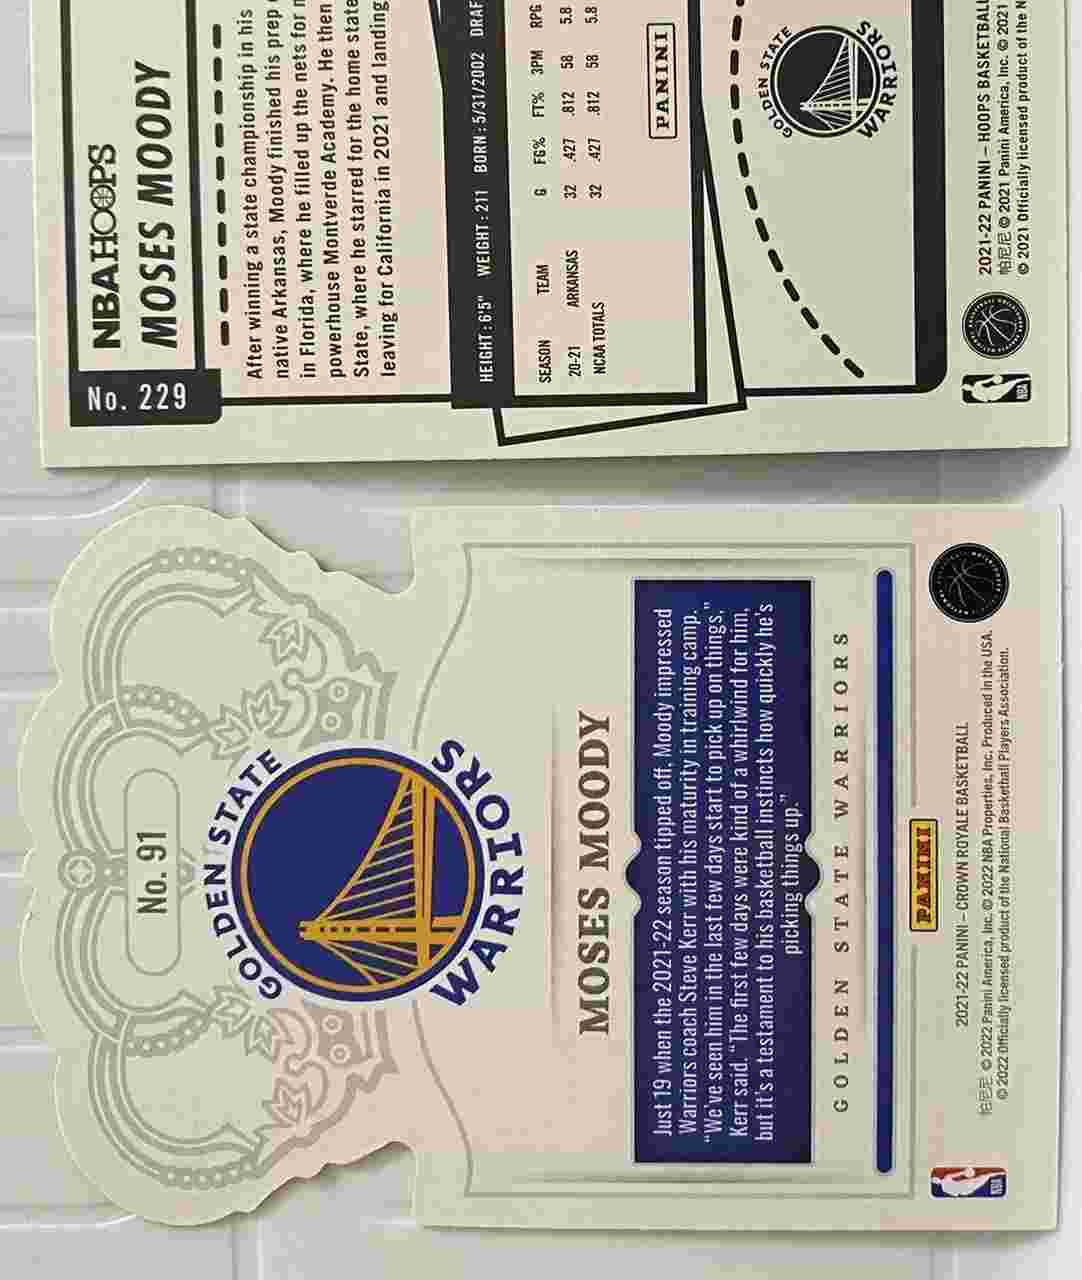 NBA HOOPS
MOSES MOODY
No. 229
After winning a state championship in his
native Arkansas, Moody finished his prep
in Florida, where he filled up the nets for
powerhouse Montverde Academy. He then
State, where he starred for the home state
leaving for California in 2021 and landing
HEIGHT: 6'5" WEIGHT: 211 BORN: 5/31/2002 DRAF
SEASON TEAM G FG% FT% 3PM RPG
20-21 ARKANSAS 32 .427 .812 58 5.8
NCAA TOTALS 32 .427 .812 58 5.8
PANINI
GOLDEN STATE
WARRIORS
2021-22 PANINI – HOOPS BASKETBALL
帕尼尼 © 2021 Panini America, Inc. © 2021
© 2021 Officially licensed product of the N
NBA
No. 91
GOLDEN STATE
WARRIORS
MOSES MOODY
Just 19 when the 2021-22 season tipped off, Moody impressed
Warriors coach Steve Kerr with his maturity in training camp.
“We've seen him in the last few days start to pick up on things,”
Kerr said. “The first few days were kind of a whirlwind for him,
but it's a testament to his basketball instincts how quickly he's
picking things up.”
GOLDEN STATE WARRIORS
PANINI
2021-22 PANINI – CROWN ROYALE BASKETBALL
帕尼尼 © 2022 Panini America, Inc. © 2022 NBA Properties, Inc. Produced in the USA.
© 2022 Officially licensed product of the National Basketball Players Association.
NBA